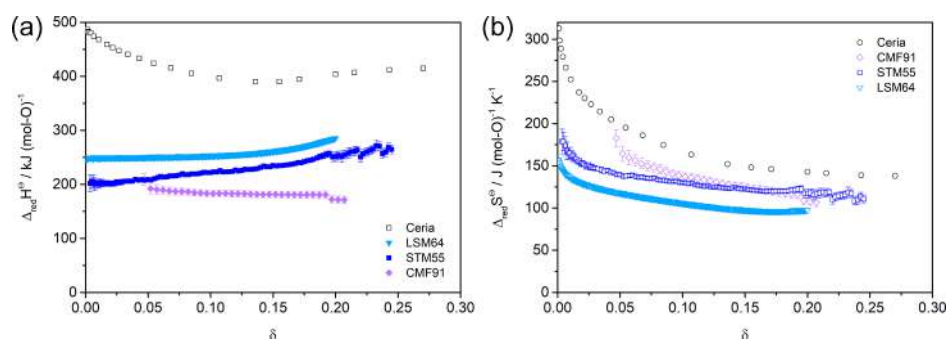 (a)
500
400
300
200
100
0
Δ_red H^⊖ / kJ (mol-O)^-1
Ceria
LSM64
STM55
CMF91
0.00 0.05 0.10 0.15 0.20 0.25 0.30
δ
(b)
300
250
200
150
100
50
0
Δ_red S^⊖ / J (mol-O)^-1 K^-1
Ceria
CMF91
STM55
LSM64
0.00 0.05 0.10 0.15 0.20 0.25 0.30
δ